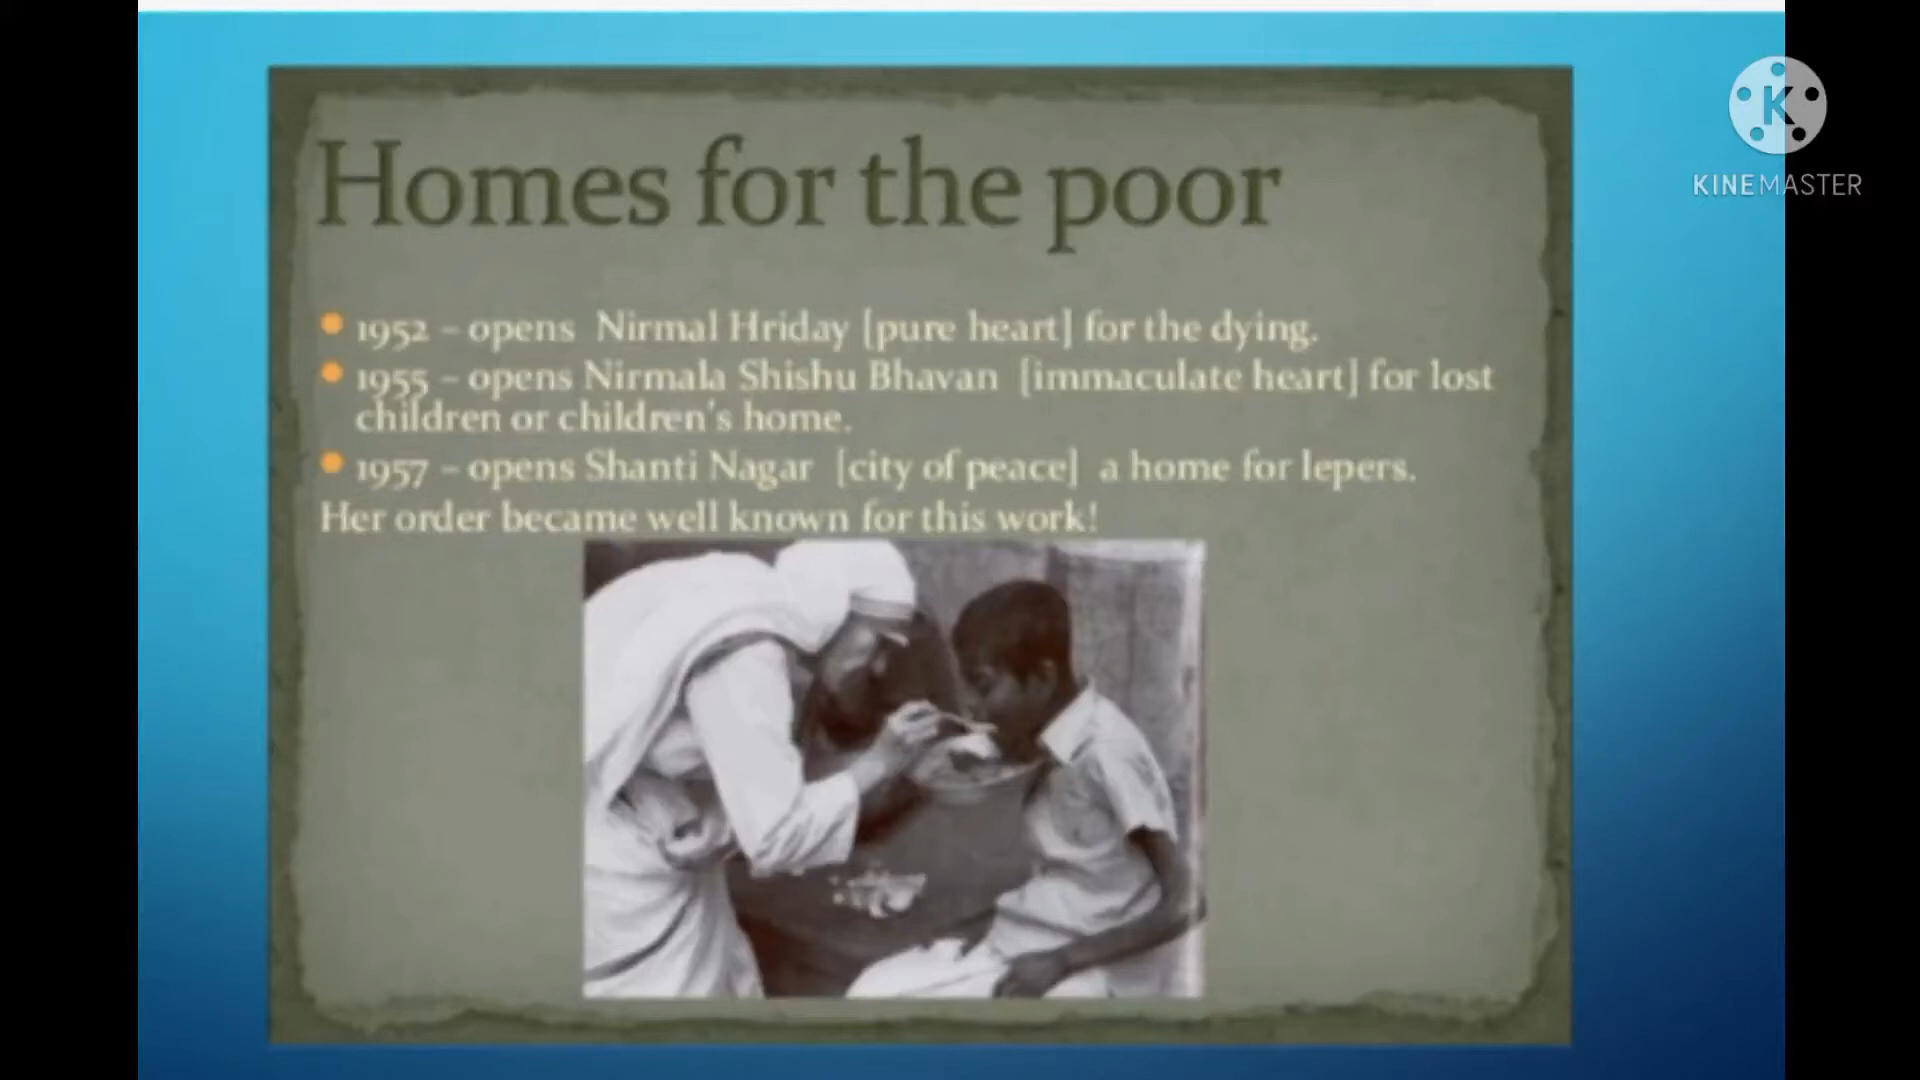 Homes for the poor
KINEMASTER
1952 – opens Nirmal Hriday [pure heart] for the dying.
1955 – opens Nirmala Shishu Bhavan [immaculate heart] for lost
children or children's home.
1957 – opens Shanti Nagar [city of peace] a home for lepers.
Her order became well known for this work!